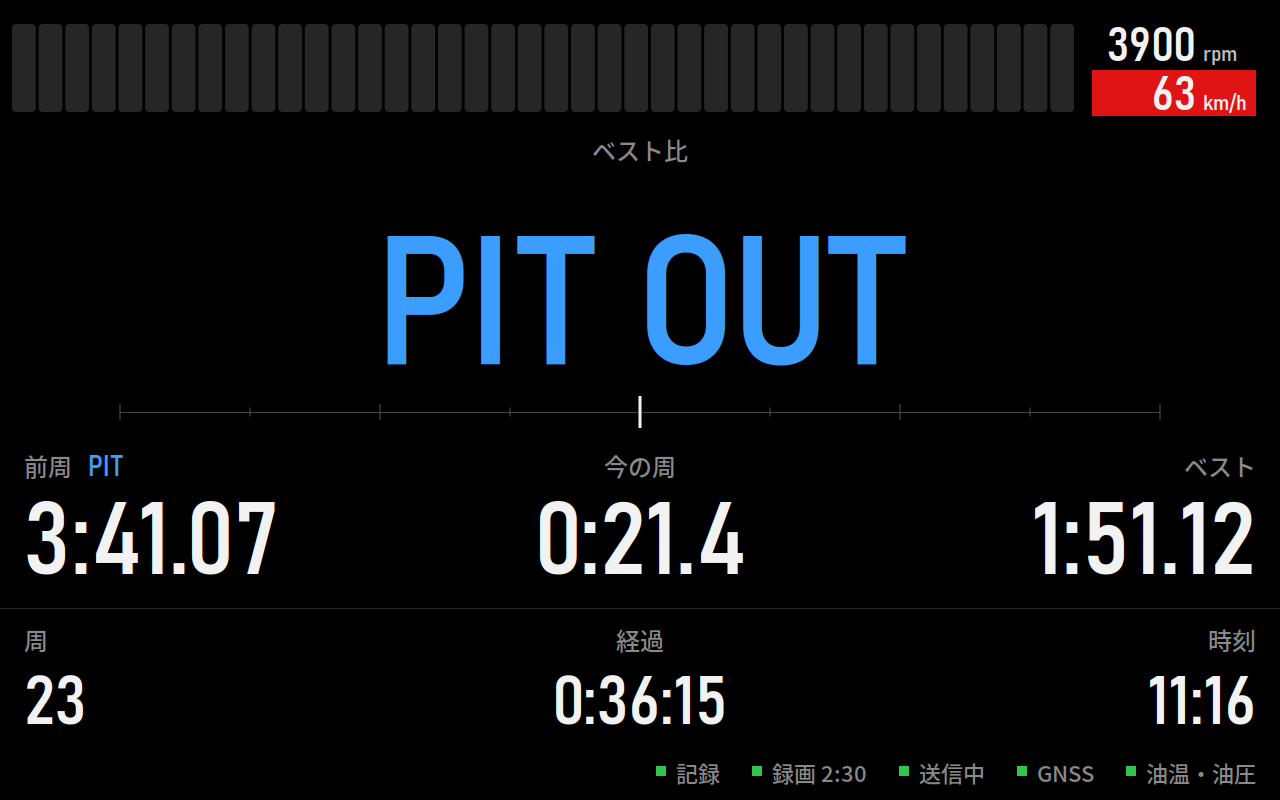 3900 rpm
63 km/h
ベスト比
PIT OUT
前周 PIT 今の周 ベスト
3:41.07 0:21.4 1:51.12
周 経過 時刻
23 0:36:15 11:16
記録 録画 2:30 送信中 GNSS 油温・油圧